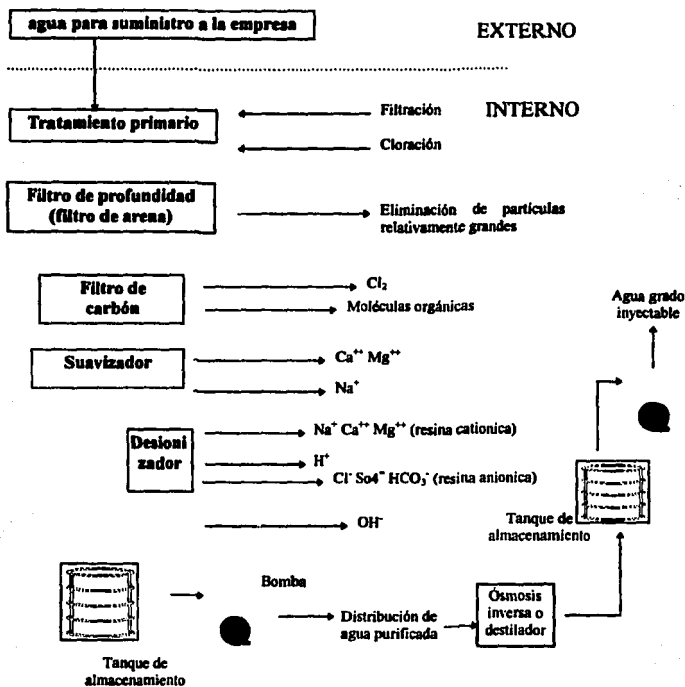 agua para suministro a la empresa
EXTERNO
INTERNO
Tratamiento primario
Filtración
Cloración
Filtro de profundidad
(filtro de arena)
Eliminación de partículas
relativamente grandes
Filtro de
carbón
Cl₂
Moléculas orgánicas
Agua grado
inyectable
Suavizador
Ca⁺⁺ Mg⁺⁺
Na⁺
Desioni
zador
Na⁺ Ca⁺⁺ Mg⁺⁺ (resina cationica)
H⁺
Cl⁻ So4⁼ HCO₃⁻ (resina anionica)
OH⁻
Tanque de
almacenamiento
Bomba
Distribución de
agua purificada
Ósmosis
inversa o
destilador
Tanque de
almacenamiento